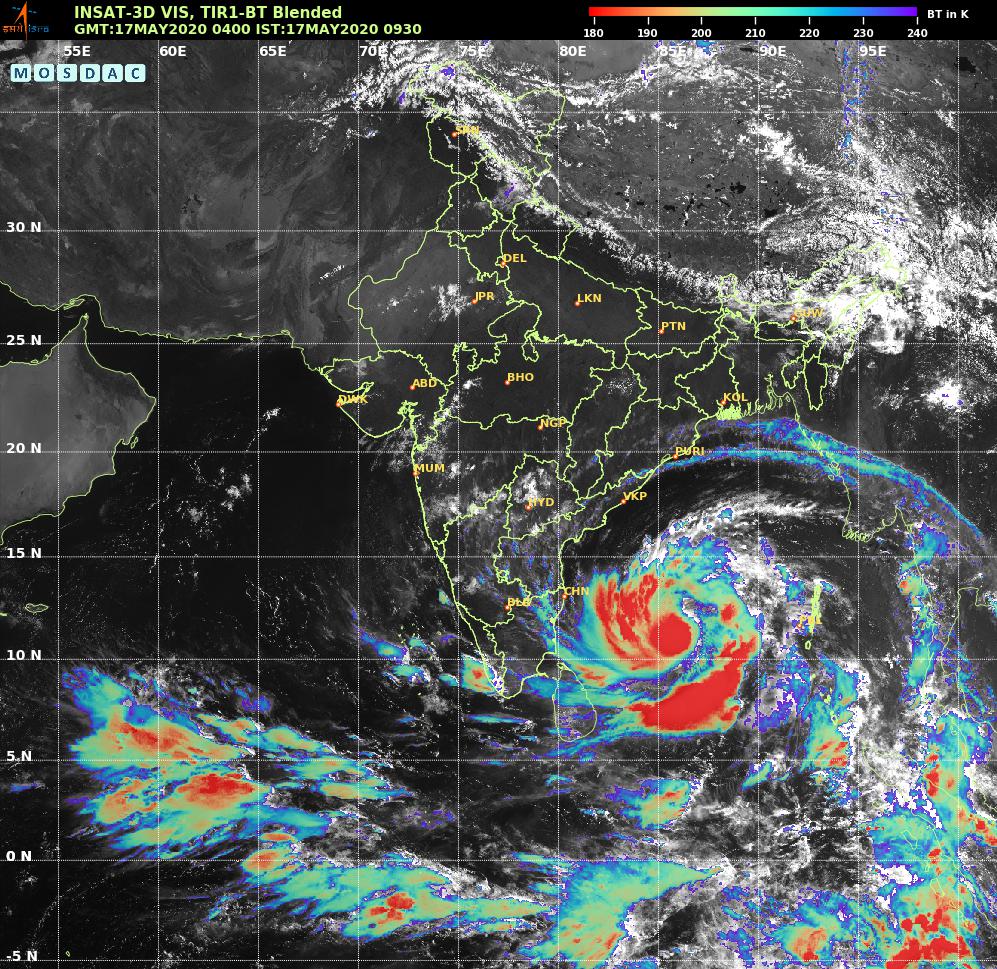 INSAT-3D VIS, TIR1-BT Blended
GMT:17MAY2020 0400 IST:17MAY2020 0930
BT in K
180 190 200 210 220 230 240
55E 60E 65E 70E 75E 80E 85E 90E 95E
MOSDAC
SRN
30 N
DEL
JPR
LKN
GUW
PTN
25 N
ABD
BHO
DWK
KOL
NGP
20 N
PURI
MUM
VKP
HYD
15 N
CHN
BLR
10 N
5 N
0 N
-5 N